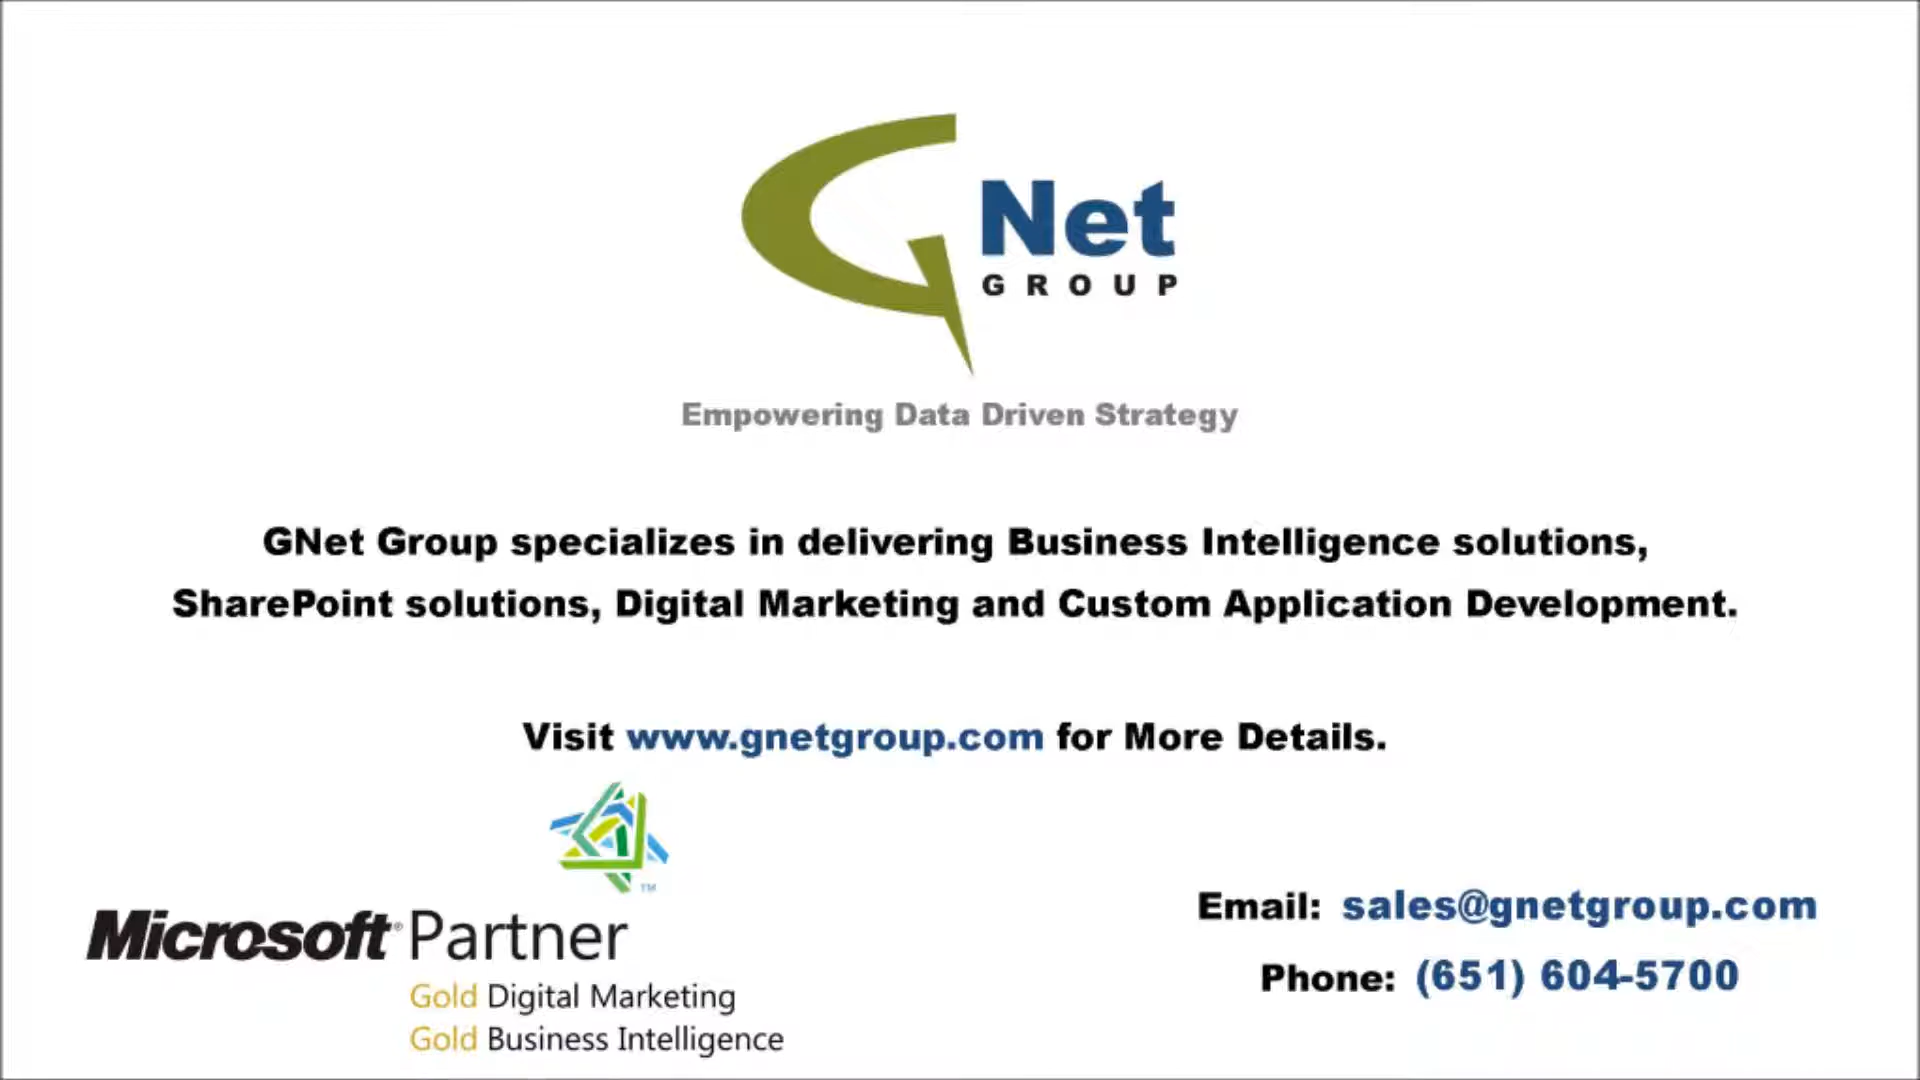 GNet
GROUP
Empowering Data Driven Strategy
GNet Group specializes in delivering Business Intelligence solutions,
SharePoint solutions, Digital Marketing and Custom Application Development.
Visit www.gnetgroup.com for More Details.
TM
Microsoft® Partner
Gold Digital Marketing
Gold Business Intelligence
Email: sales@gnetgroup.com
Phone: (651) 604-5700